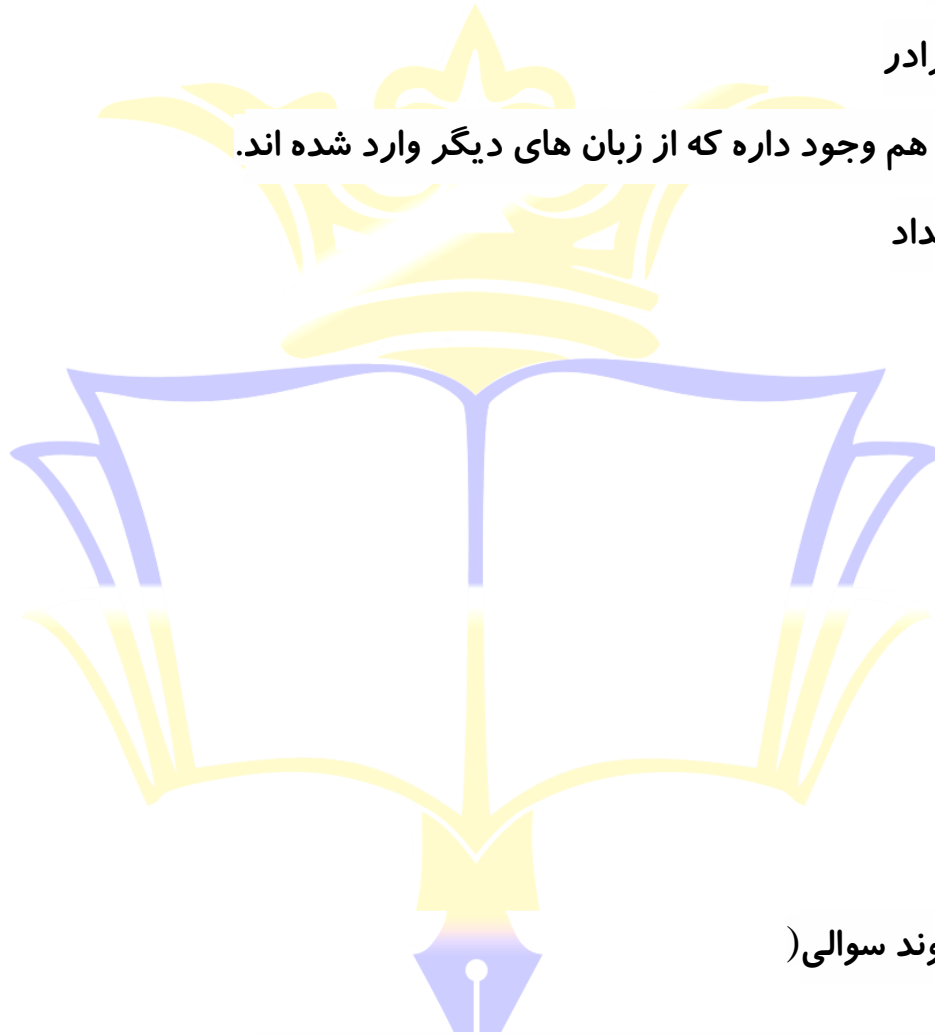 رادر
هم وجود داره که از زبان های دیگر وارد شده اند.
داد
وند سوالی(